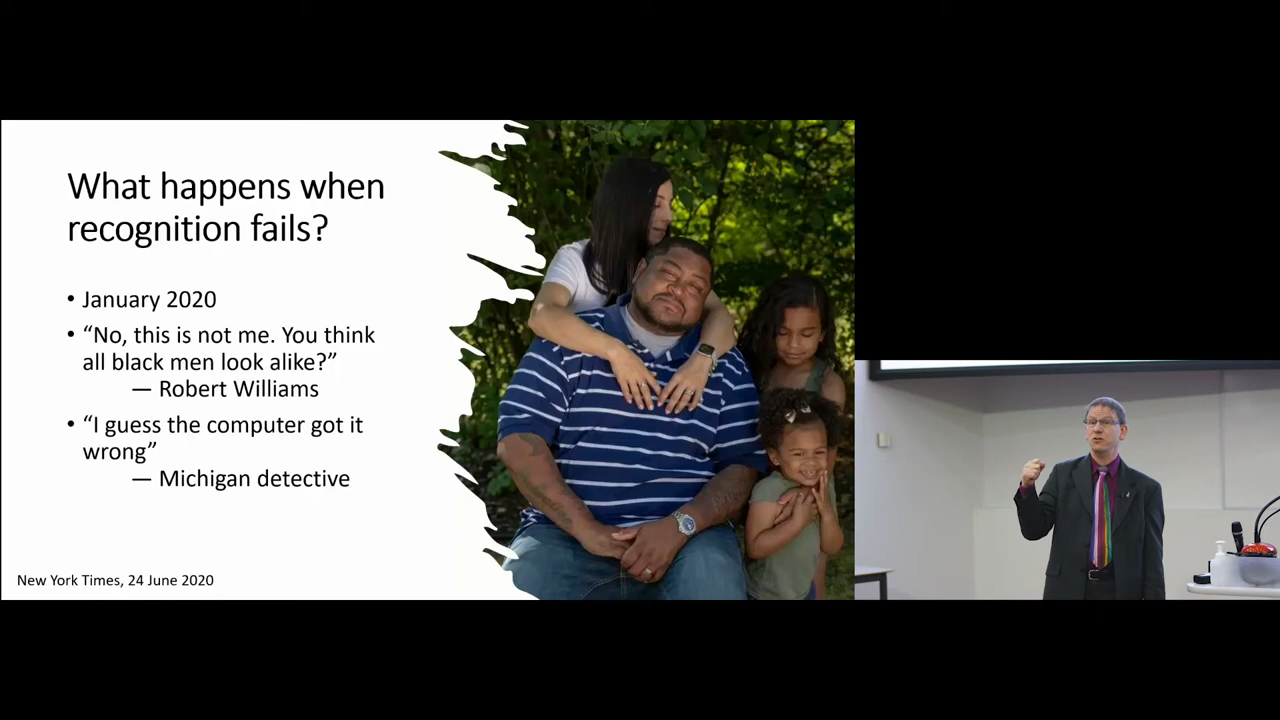 What happens when
recognition fails?
• January 2020
• “No, this is not me. You think
all black men look alike?”
— Robert Williams
• “I guess the computer got it
wrong”
— Michigan detective
New York Times, 24 June 2020